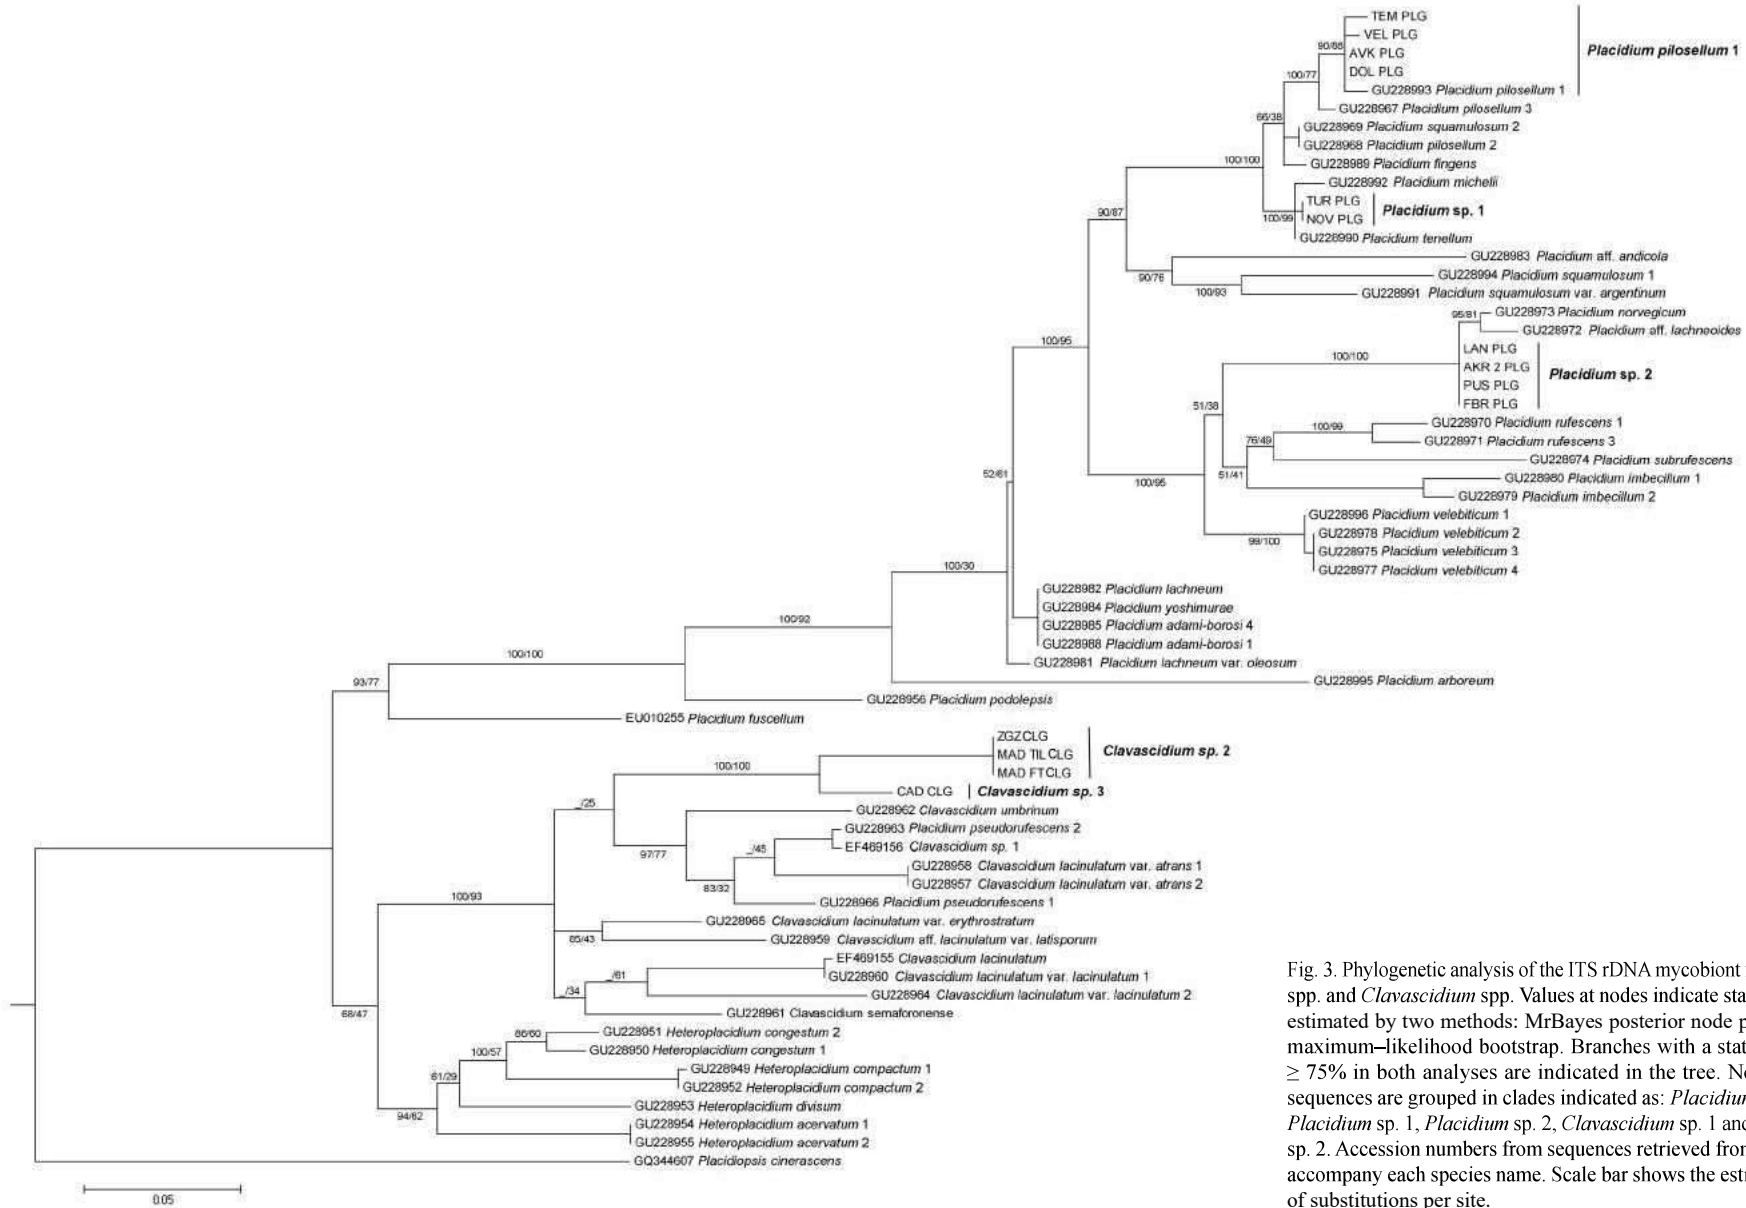 TEM PLG
90/88
VEL PLG
AVK PLG
Placidium pilosellum 1
DOL PLG
100/77
GU228993 Placidium pilosellum 1
GU228967 Placidium pilosellum 3
66/38
GU228969 Placidium squamulosum 2
GU228968 Placidium pilosellum 2
100/100
GU228989 Placidium fingens
GU228992 Placidium michelii
TUR PLG
90/87
Placidium sp. 1
100/99
NOV PLG
GU228990 Placidium tenellum
GU228983 Placidium aff. andicola
90/76
GU228994 Placidium squamulosum 1
100/93
GU228991 Placidium squamulosum var. argentinum
95/81
GU228973 Placidium norvegicum
GU228972 Placidium aff. lachneoides
100/95
LAN PLG
100/100
AKR 2 PLG
Placidium sp. 2
PUS PLG
51/38
FBR PLG
GU228970 Placidium rufescens 1
100/99
76/49
GU228971 Placidium rufescens 3
GU228974 Placidium subrufescens
52/61
51/41
GU228980 Placidium imbecillum 1
100/95
GU228979 Placidium imbecillum 2
GU228996 Placidium velebiticum 1
GU228978 Placidium velebiticum 2
99/100
GU228975 Placidium velebiticum 3
100/30
GU228977 Placidium velebiticum 4
GU228982 Placidium lachneum
GU228984 Placidium yoshimurae
100/92
GU228985 Placidium adami-borosi 4
GU228988 Placidium adami-borosi 1
100/100
GU228981 Placidium lachneum var. oleosum
93/77
GU228995 Placidium arboreum
GU228956 Placidium podolepsis
EU010255 Placidium fuscellum
ZGZCLG
MAD TILCLG
Clavascidium sp. 2
100/100
MAD FTCLG
CAD CLG
Clavascidium sp. 3
_/25
GU228962 Clavascidium umbrinum
GU228963 Placidium pseudorufescens 2
97/77
_/45
EF469156 Clavascidium sp. 1
GU228958 Clavascidium lacinulatum var. atrans 1
83/32
GU228957 Clavascidium lacinulatum var. atrans 2
100/93
GU228966 Placidium pseudorufescens 1
GU228965 Clavascidium lacinulatum var. erythrostratum
85/43
GU228959 Clavascidium aff. lacinulatum var. latisporum
EF469155 Clavascidium lacinulatum
_/61
GU228960 Clavascidium lacinulatum var. lacinulatum 1
_/34
GU228964 Clavascidium lacinulatum var. lacinulatum 2
68/47
GU228961 Clavascidium semaforonense
86/60
GU228951 Heteroplacidium congestum 2
100/57
GU228950 Heteroplacidium congestum 1
GU228949 Heteroplacidium compactum 1
61/29
GU228952 Heteroplacidium compactum 2
94/62
GU228953 Heteroplacidium divisum
GU228954 Heteroplacidium acervatum 1
GU228955 Heteroplacidium acervatum 2
GQ344607 Placidiopsis cinerascens
0.05
Fig. 3. Phylogenetic analysis of the ITS rDNA mycobiont
spp. and Clavascidium spp. Values at nodes indicate sta
estimated by two methods: MrBayes posterior node p
maximum–likelihood bootstrap. Branches with a stat
≥ 75% in both analyses are indicated in the tree. Ne
sequences are grouped in clades indicated as: Placidium
Placidium sp. 1, Placidium sp. 2, Clavascidium sp. 1 and
sp. 2. Accession numbers from sequences retrieved from
accompany each species name. Scale bar shows the est
of substitutions per site.